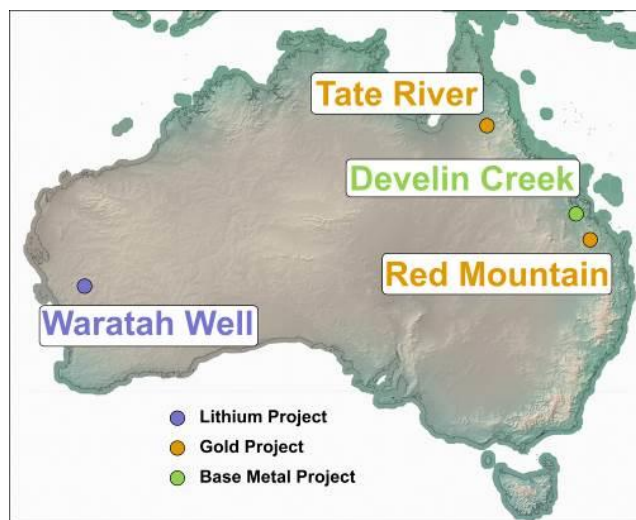 Tate River
Develin Creek
Red Mountain
Waratah Well
Lithium Project
Gold Project
Base Metal Project